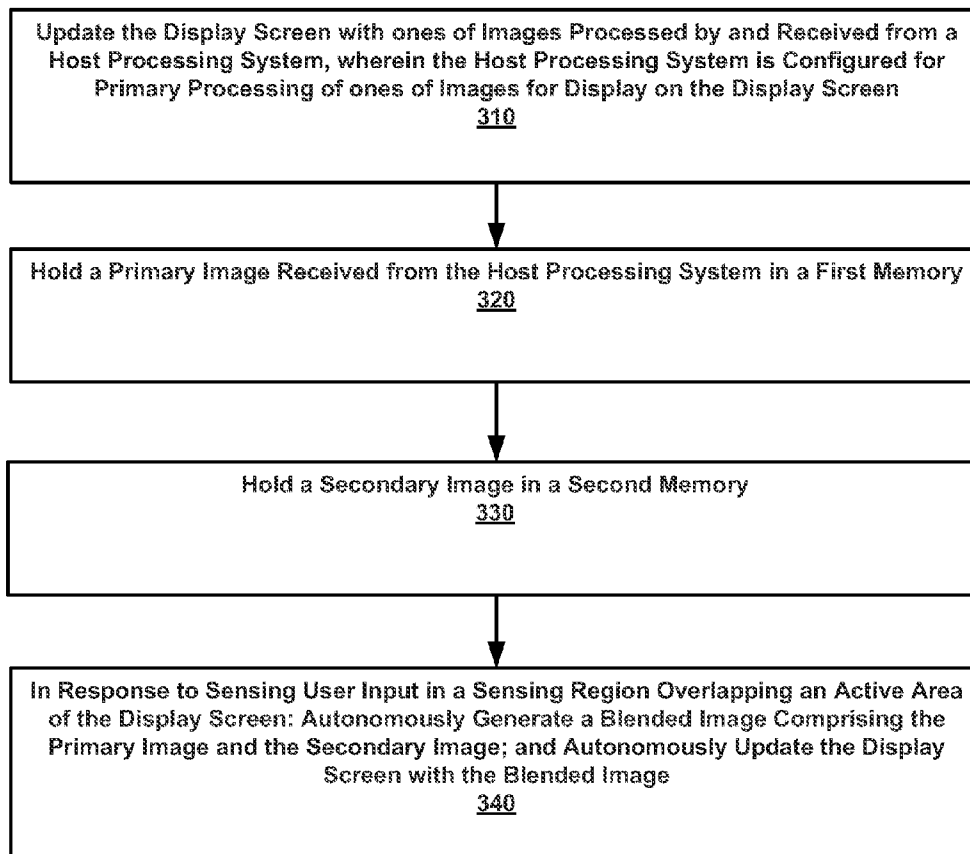 Update the Display Screen with ones of Images Processed by and Received from a
Host Processing System, wherein the Host Processing System is Configured for
Primary Processing of ones of Images for Display on the Display Screen
310
Hold a Primary Image Received from the Host Processing System in a First Memory
320
Hold a Secondary Image in a Second Memory
330
In Response to Sensing User Input in a Sensing Region Overlapping an Active Area
of the Display Screen: Autonomously Generate a Blended Image Comprising the
Primary Image and the Secondary Image; and Autonomously Update the Display
Screen with the Blended Image
340